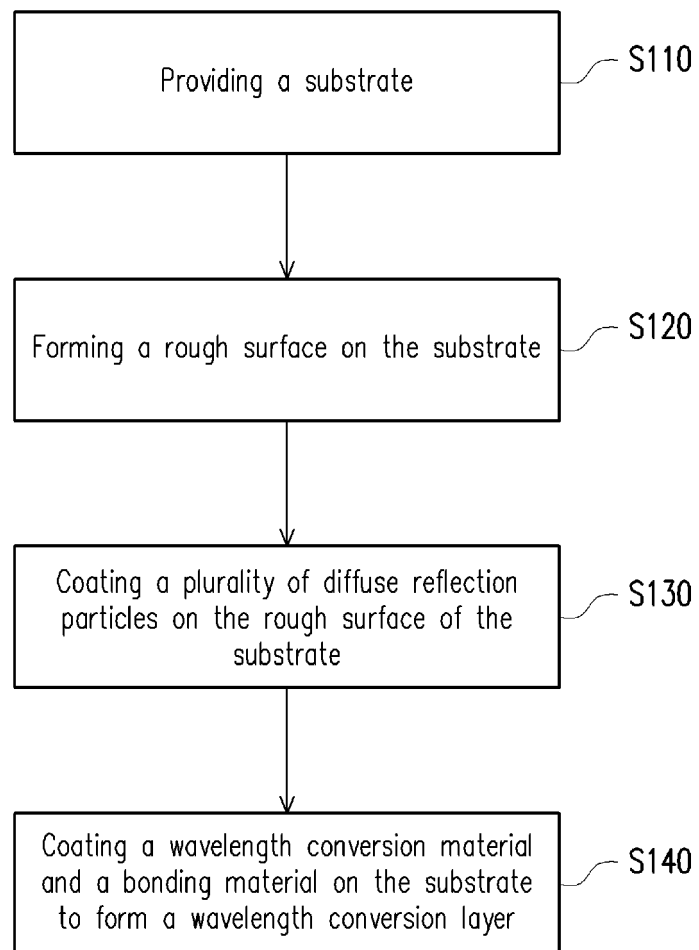 Providing a substrate
S110
Forming a rough surface on the substrate
S120
Coating a plurality of diffuse reflection
particles on the rough surface of the
substrate
S130
Coating a wavelength conversion material
and a bonding material on the substrate
to form a wavelength conversion layer
S140